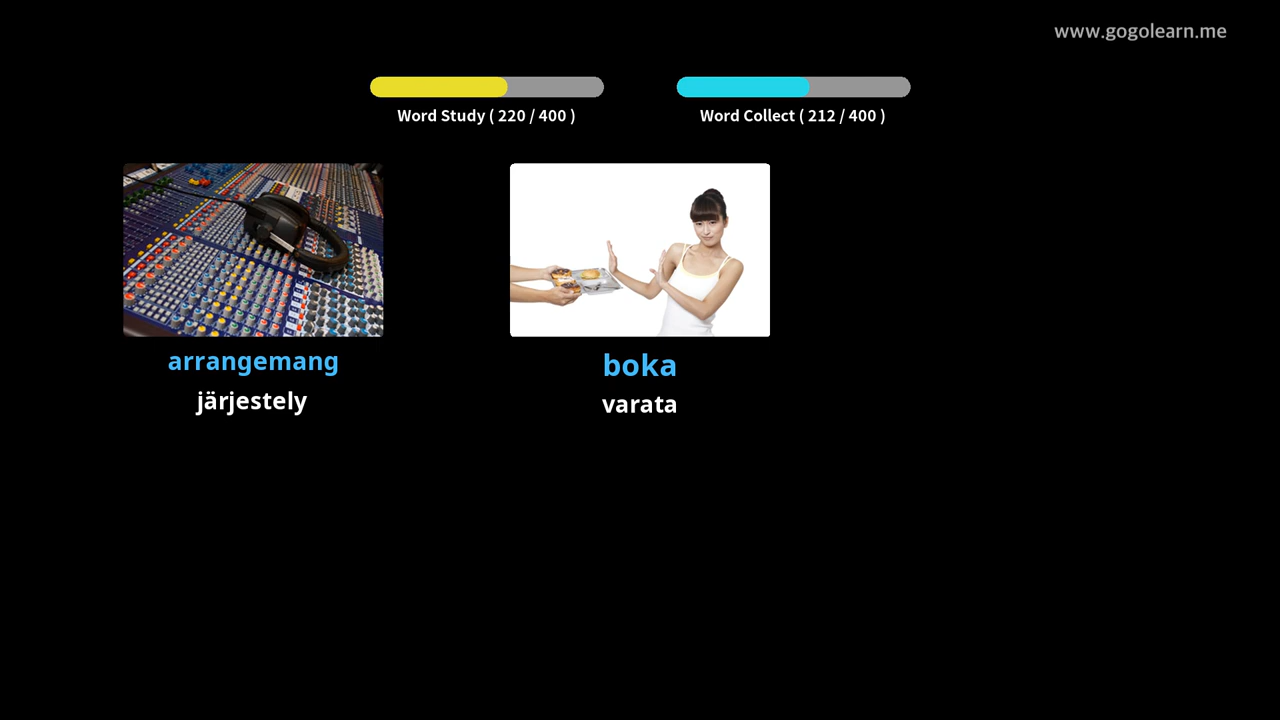 www.gogolearn.me
Word Study ( 220 / 400 )
Word Collect ( 212 / 400 )
arrangemang
järjestely
boka
varata